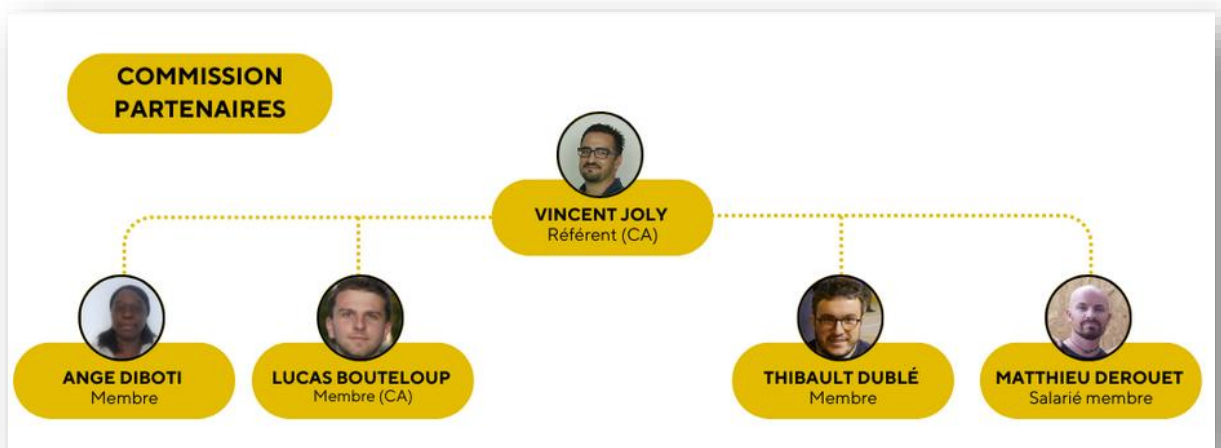 COMMISSION
PARTENAIRES
VINCENT JOLY
Référent (CA)
ANGE DIBOTI
Membre
LUCAS BOUTELOUP
Membre (CA)
THIBAULT DUBLÉ
Membre
MATTHIEU DEROUET
Salarié membre